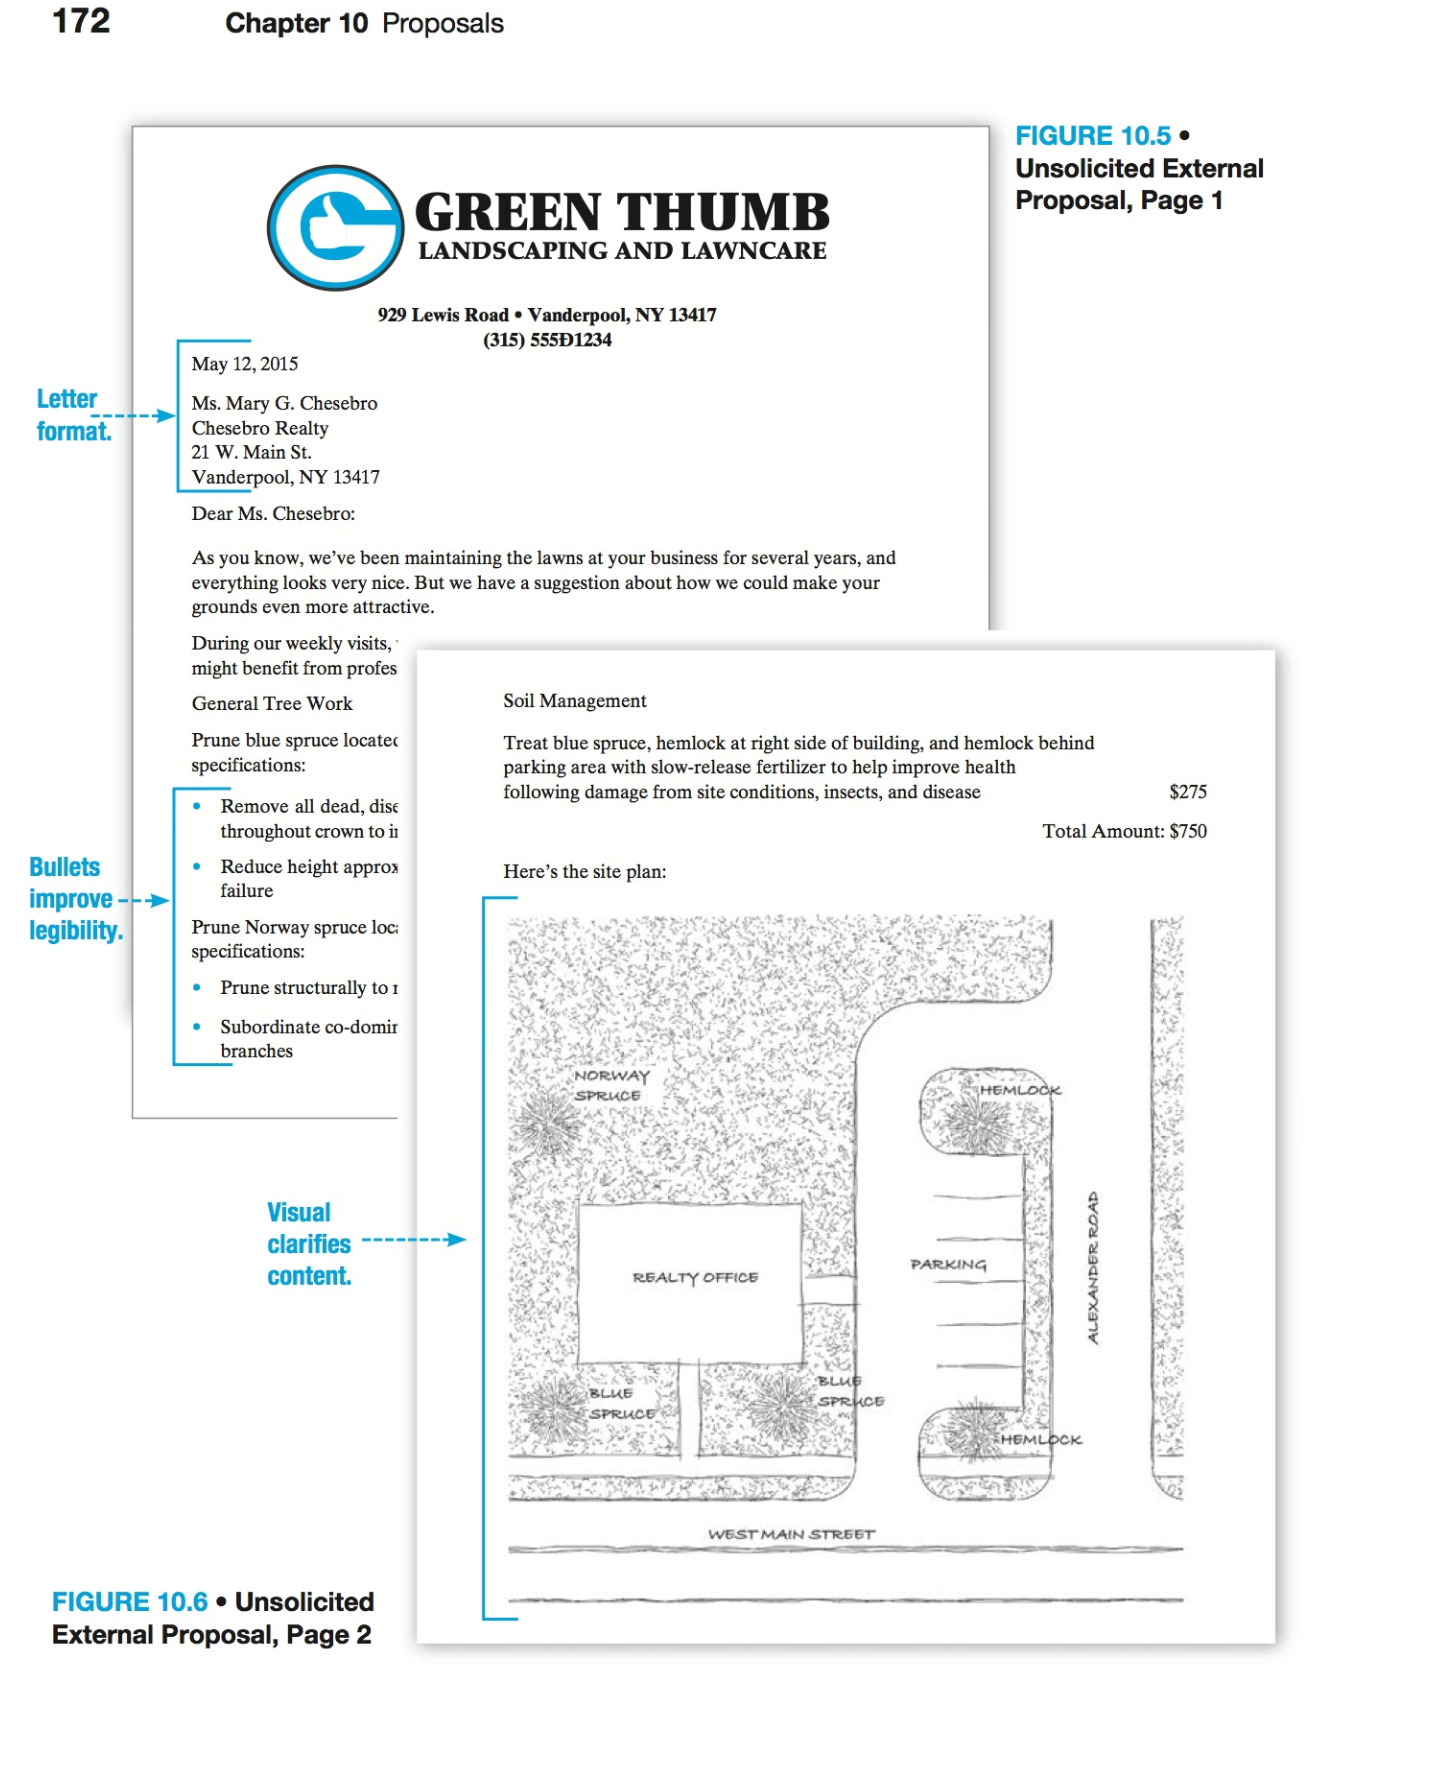 172 Chapter 10 Proposals
FIGURE 10.5 •
Unsolicited External
Proposal, Page 1
GREEN THUMB
LANDSCAPING AND LAWNCARE
929 Lewis Road • Vanderpool, NY 13417
(315) 555Ð1234
Letter
format.
May 12, 2015
Ms. Mary G. Chesebro
Chesebro Realty
21 W. Main St.
Vanderpool, NY 13417
Dear Ms. Chesebro:
As you know, we’ve been maintaining the lawns at your business for several years, and
everything looks very nice. But we have a suggestion about how we could make your
grounds even more attractive.
During our weekly visits,
might benefit from profes
General Tree Work
Prune blue spruce located
specifications:
Bullets
improve
legibility.
• Remove all dead, dise
throughout crown to
• Reduce height approx
failure
Prune Norway spruce loca
specifications:
• Prune structurally to
• Subordinate co-domin
branches
Soil Management
Treat blue spruce, hemlock at right side of building, and hemlock behind
parking area with slow-release fertilizer to help improve health
following damage from site conditions, insects, and disease $275
Total Amount: $750
Here’s the site plan:
Visual
clarifies
content.
NORWAY
SPRUCE
HEMLOCK
REALTY OFFICE
PARKING
ALEXANDER ROAD
BLUE
SPRUCE
BLUE
SPRUCE
HEMLOCK
WEST MAIN STREET
FIGURE 10.6 • Unsolicited
External Proposal, Page 2